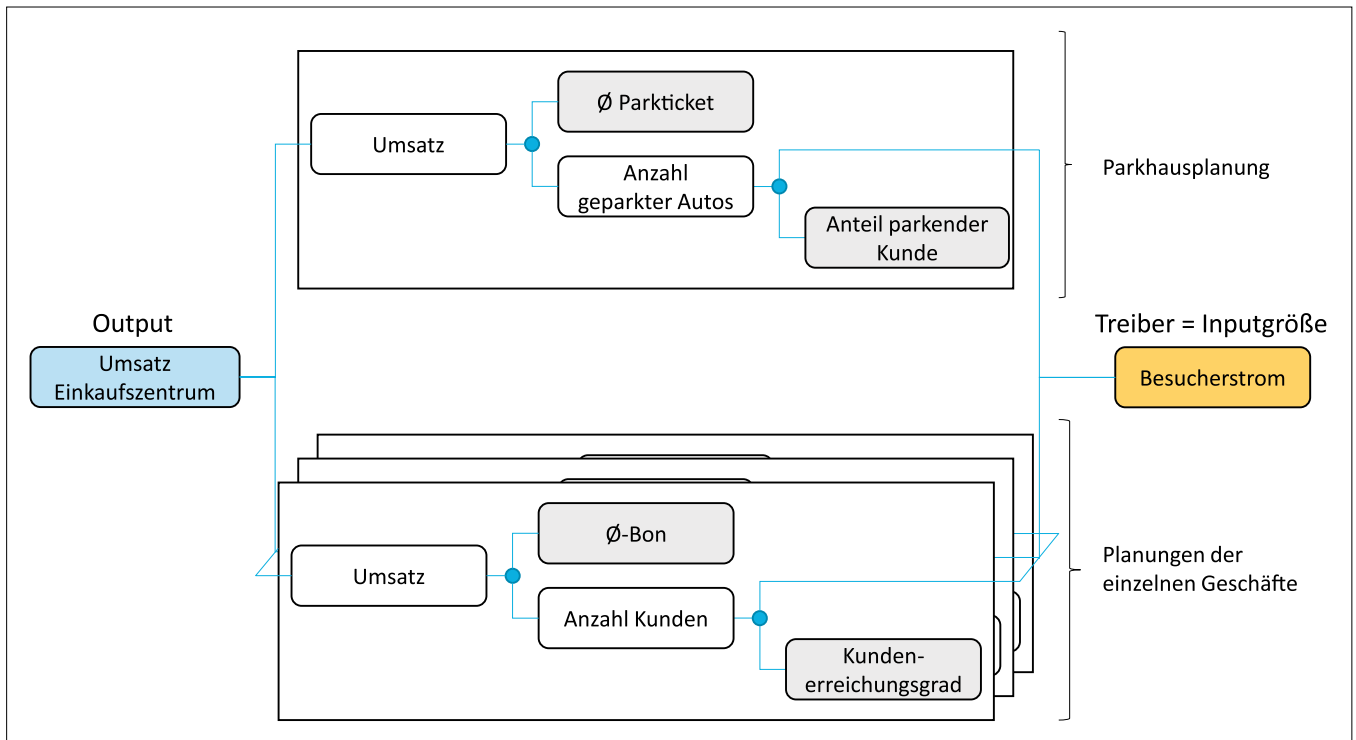 Ø Parkticket
Umsatz
Anzahl
geparkter Autos
Anteil parkender
Kunde
Parkhausplanung
Output
Umsatz
Einkaufszentrum
Treiber = Inputgröße
Besucherstrom
Ø-Bon
Umsatz
Anzahl Kunden
Kunden-
erreichungsgrad
Planungen der
einzelnen Geschäfte